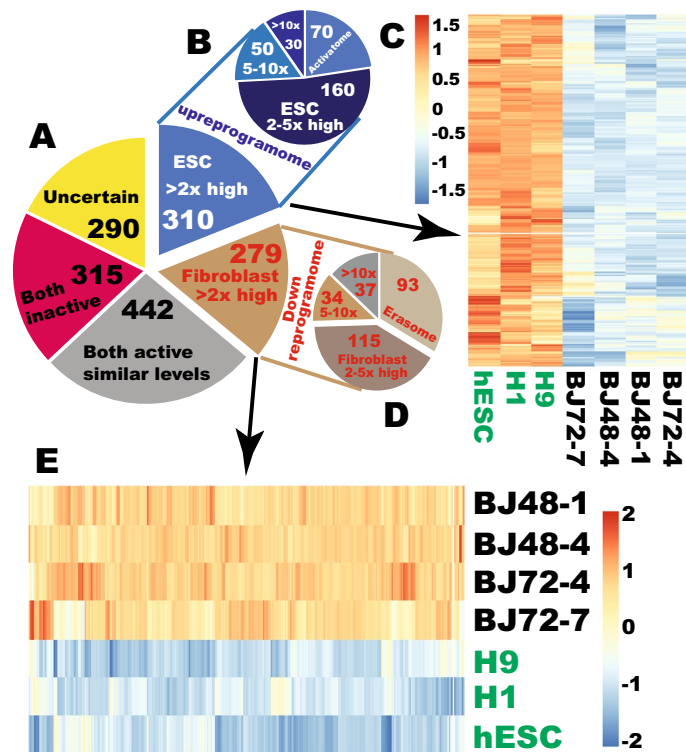 A
Uncertain
290
ESC
>2x high
310
315
Both
inactive
442
Both active
similar levels
279
Fibroblast
>2x high
B
>10x
30
70
Activatome
50
5-10x
160
ESC
2-5x high
upreprogramome
C
1.5
1
0.5
0
-0.5
-1
-1.5
hESC
H1
H9
BJ72-7
BJ48-4
BJ48-1
BJ72-4
Down
reprogramome
>10x
37
93
Erasome
34
5-10x
115
Fibroblast
2-5x high
D
E
BJ48-1
BJ48-4
BJ72-4
BJ72-7
H9
H1
hESC
2
1
0
-1
-2